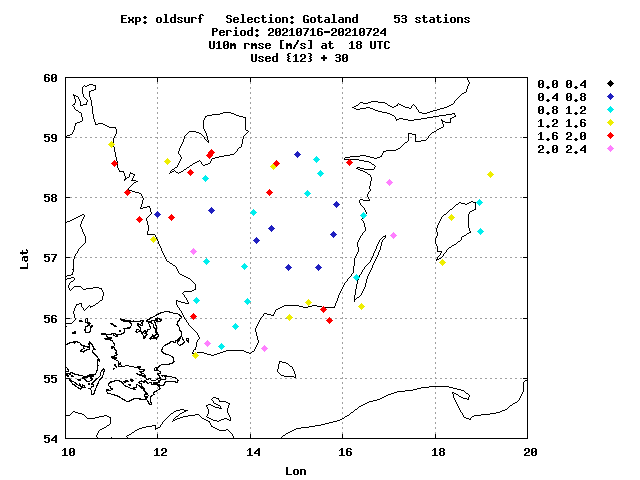 Exp: oldsurf Selection: Gotaland 53 stations
Period: 20210716-20210724
U10m rmse [m/s] at 18 UTC
Used {12} + 30
0.0 0.4
0.4 0.8
0.8 1.2
1.2 1.6
1.6 2.0
2.0 2.4
60
59
58
57
56
55
54
Lat
10 12 14 16 18 20
Lon